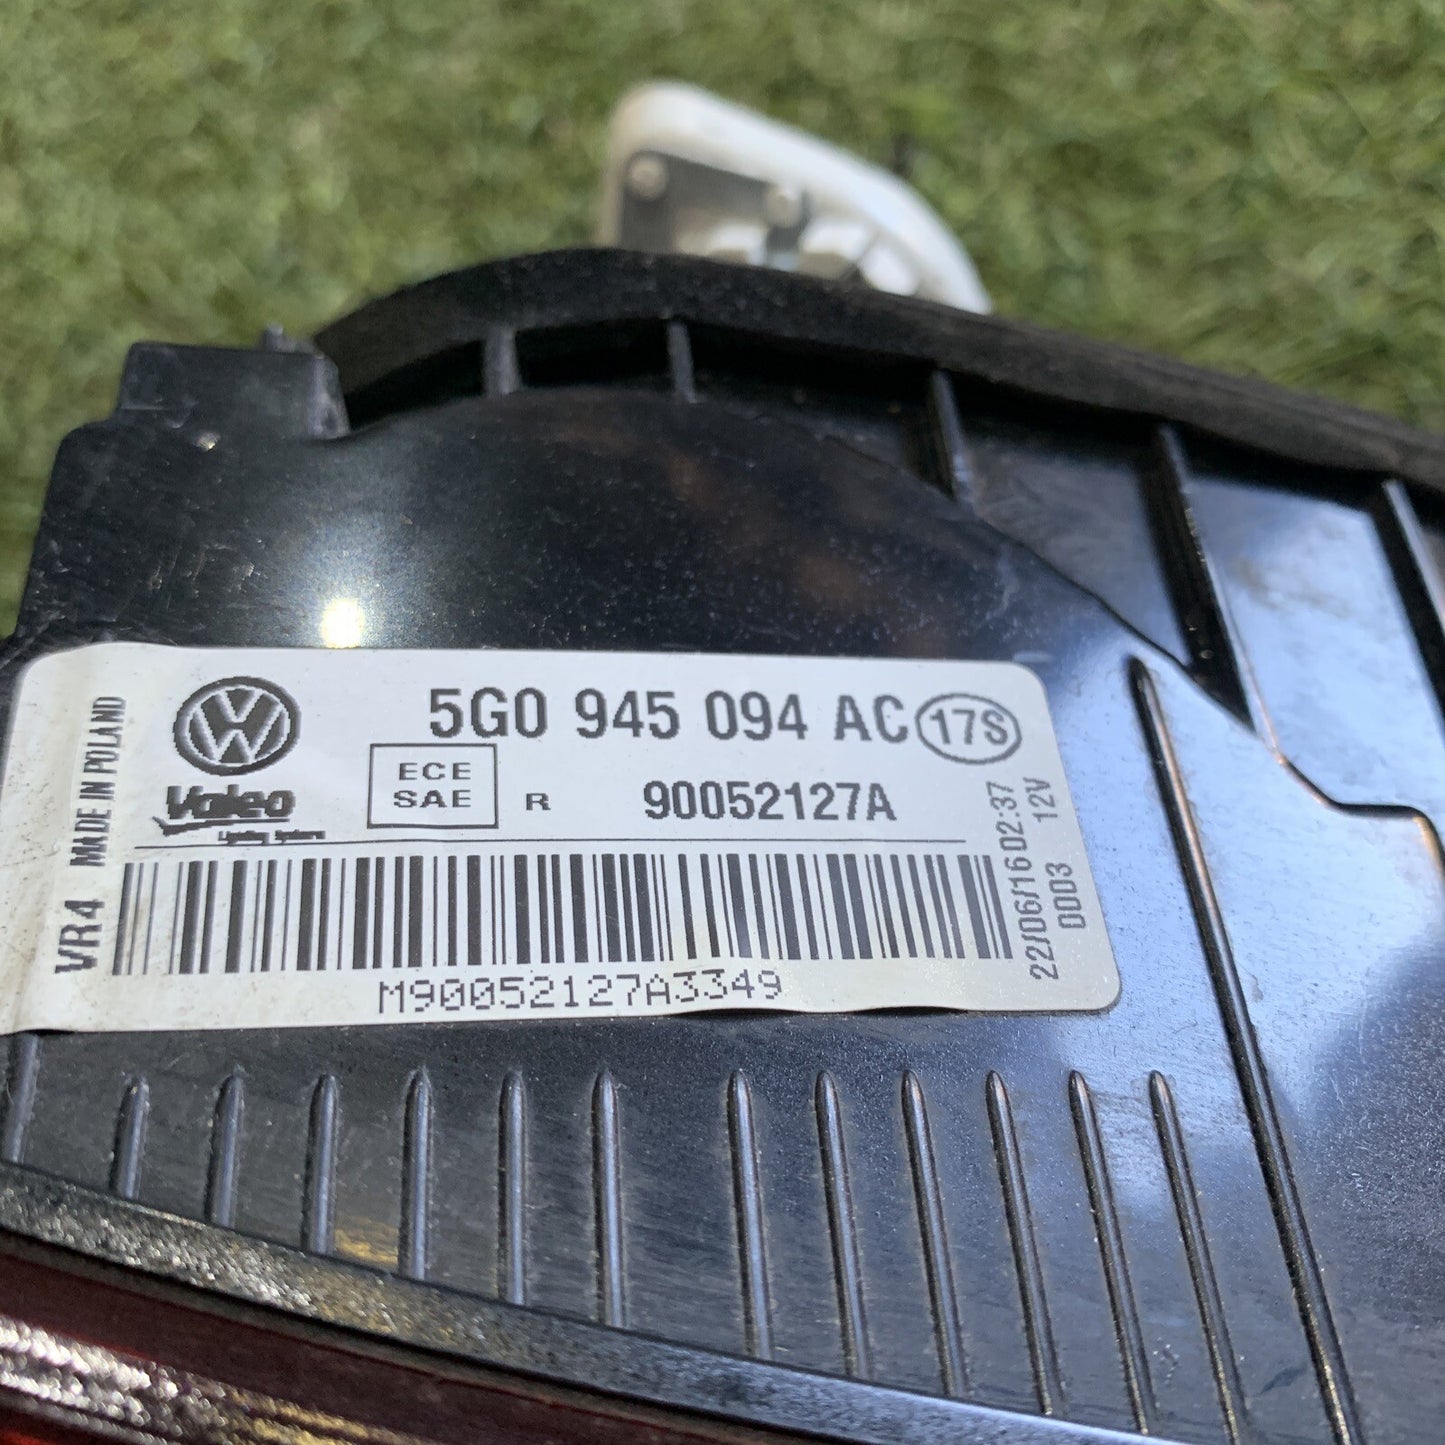 VR4 MADE IN POLAND
VW
5G0 945 094 AC 17S
Valeo
ECE
SAE
R
90052127A
M90052127A3349
22/06/16 02:37
0003 12V